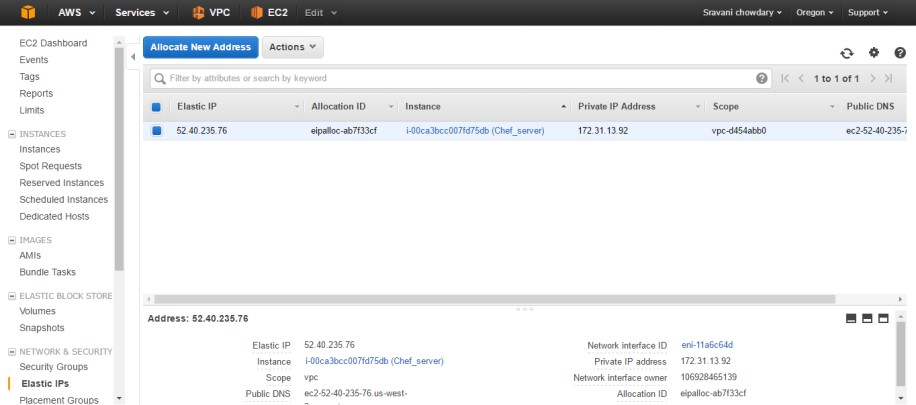 AWS Services VPC EC2 Edit Sravani chowdary Oregon Support
EC2 Dashboard
Events
Tags
Reports
Limits
INSTANCES
Instances
Spot Requests
Reserved Instances
Scheduled Instances
Dedicated Hosts
IMAGES
AMIs
Bundle Tasks
ELASTIC BLOCK STORE
Volumes
Snapshots
NETWORK & SECURITY
Security Groups
Elastic IPs
Placement Groups
Allocate New Address Actions
Filter by attributes or search by keyword 1 to 1 of 1
Elastic IP Allocation ID Instance Private IP Address Scope Public DNS
52.40.235.76 eipalloc-ab7f33cf i-00ca3bcc007fd75db (Chef_server) 172.31.13.92 vpc-d454abb0 ec2-52-40-235-7
Address: 52.40.235.76
Elastic IP 52.40.235.76 Network interface ID eni-11a6c64d
Instance i-00ca3bcc007fd75db (Chef_server) Private IP address 172.31.13.92
Scope vpc Network interface owner 106928465139
Public DNS ec2-52-40-235-76.us-west- Allocation ID eipalloc-ab7f33cf